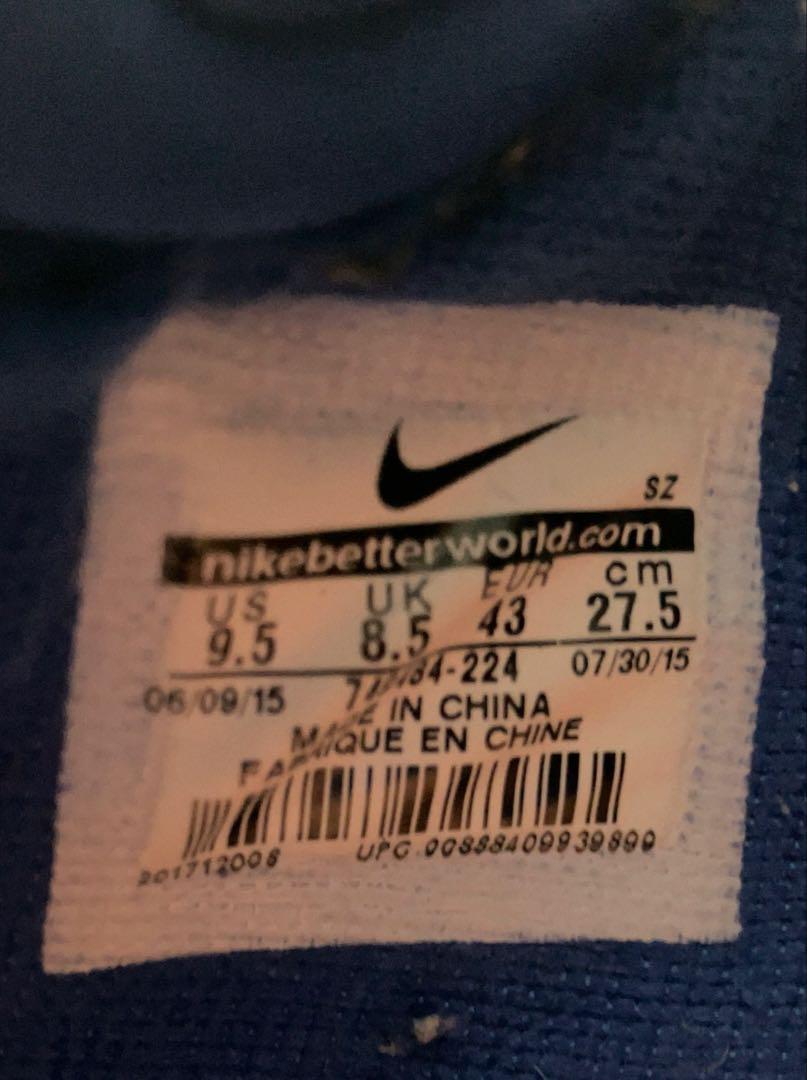 SZ
nikebetterworld.com
US UK EUR cm
9.5 8.5 43 27.5
06/09/15 07/30/15
MADE IN CHINA
FABRIQUE EN CHINE
201712008 UPC 00888409939899